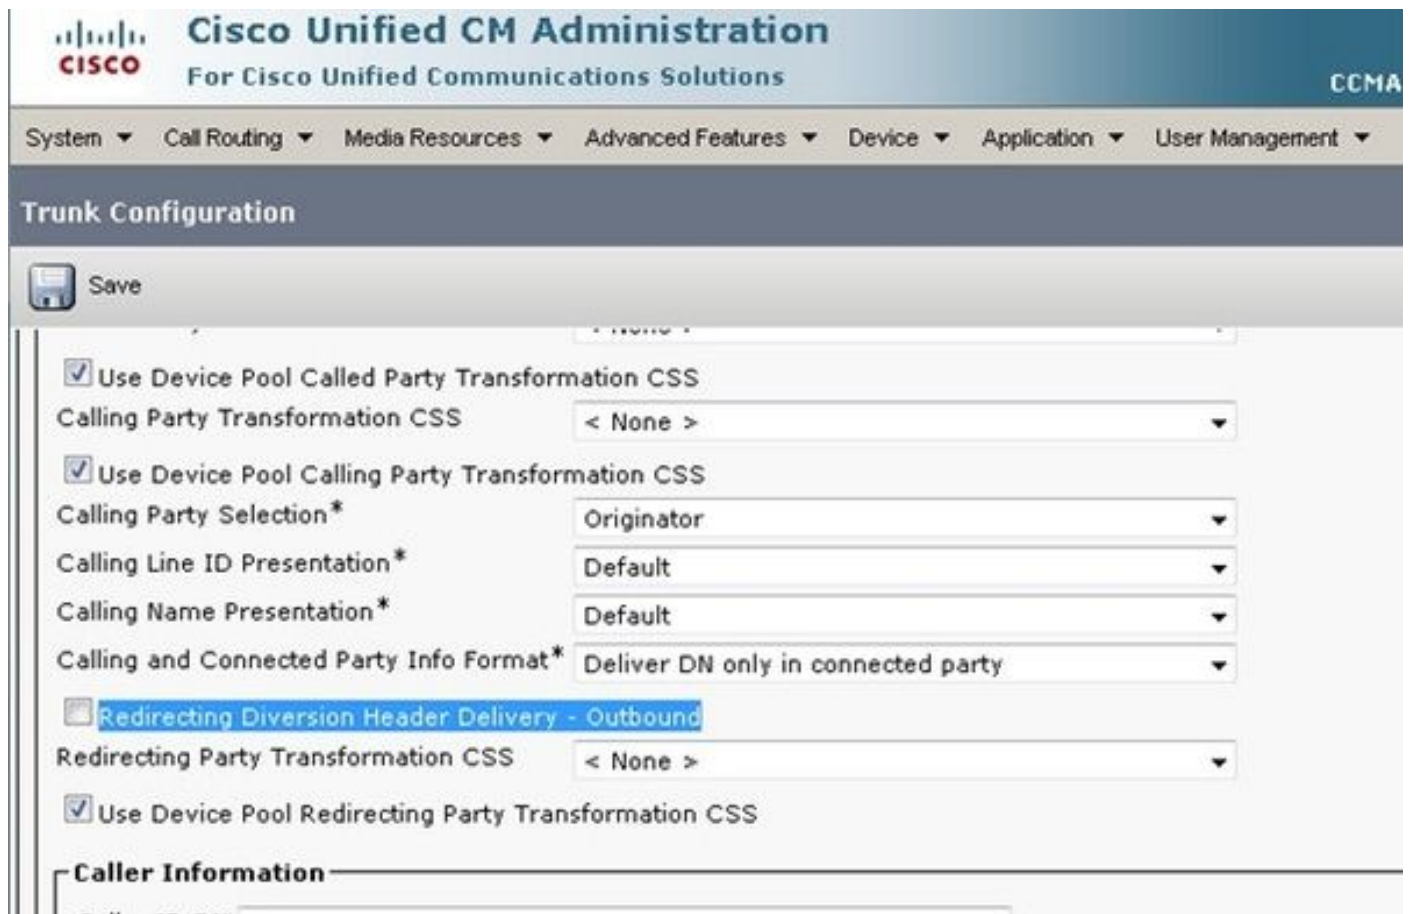 CISCO
Cisco Unified CM Administration
For Cisco Unified Communications Solutions
CCMA
System Call Routing Media Resources Advanced Features Device Application User Management
Trunk Configuration
Save
Use Device Pool Called Party Transformation CSS
Calling Party Transformation CSS < None >
Use Device Pool Calling Party Transformation CSS
Calling Party Selection* Originator
Calling Line ID Presentation* Default
Calling Name Presentation* Default
Calling and Connected Party Info Format* Deliver DN only in connected party
Redirecting Diversion Header Delivery - Outbound
Redirecting Party Transformation CSS < None >
Use Device Pool Redirecting Party Transformation CSS
Caller Information